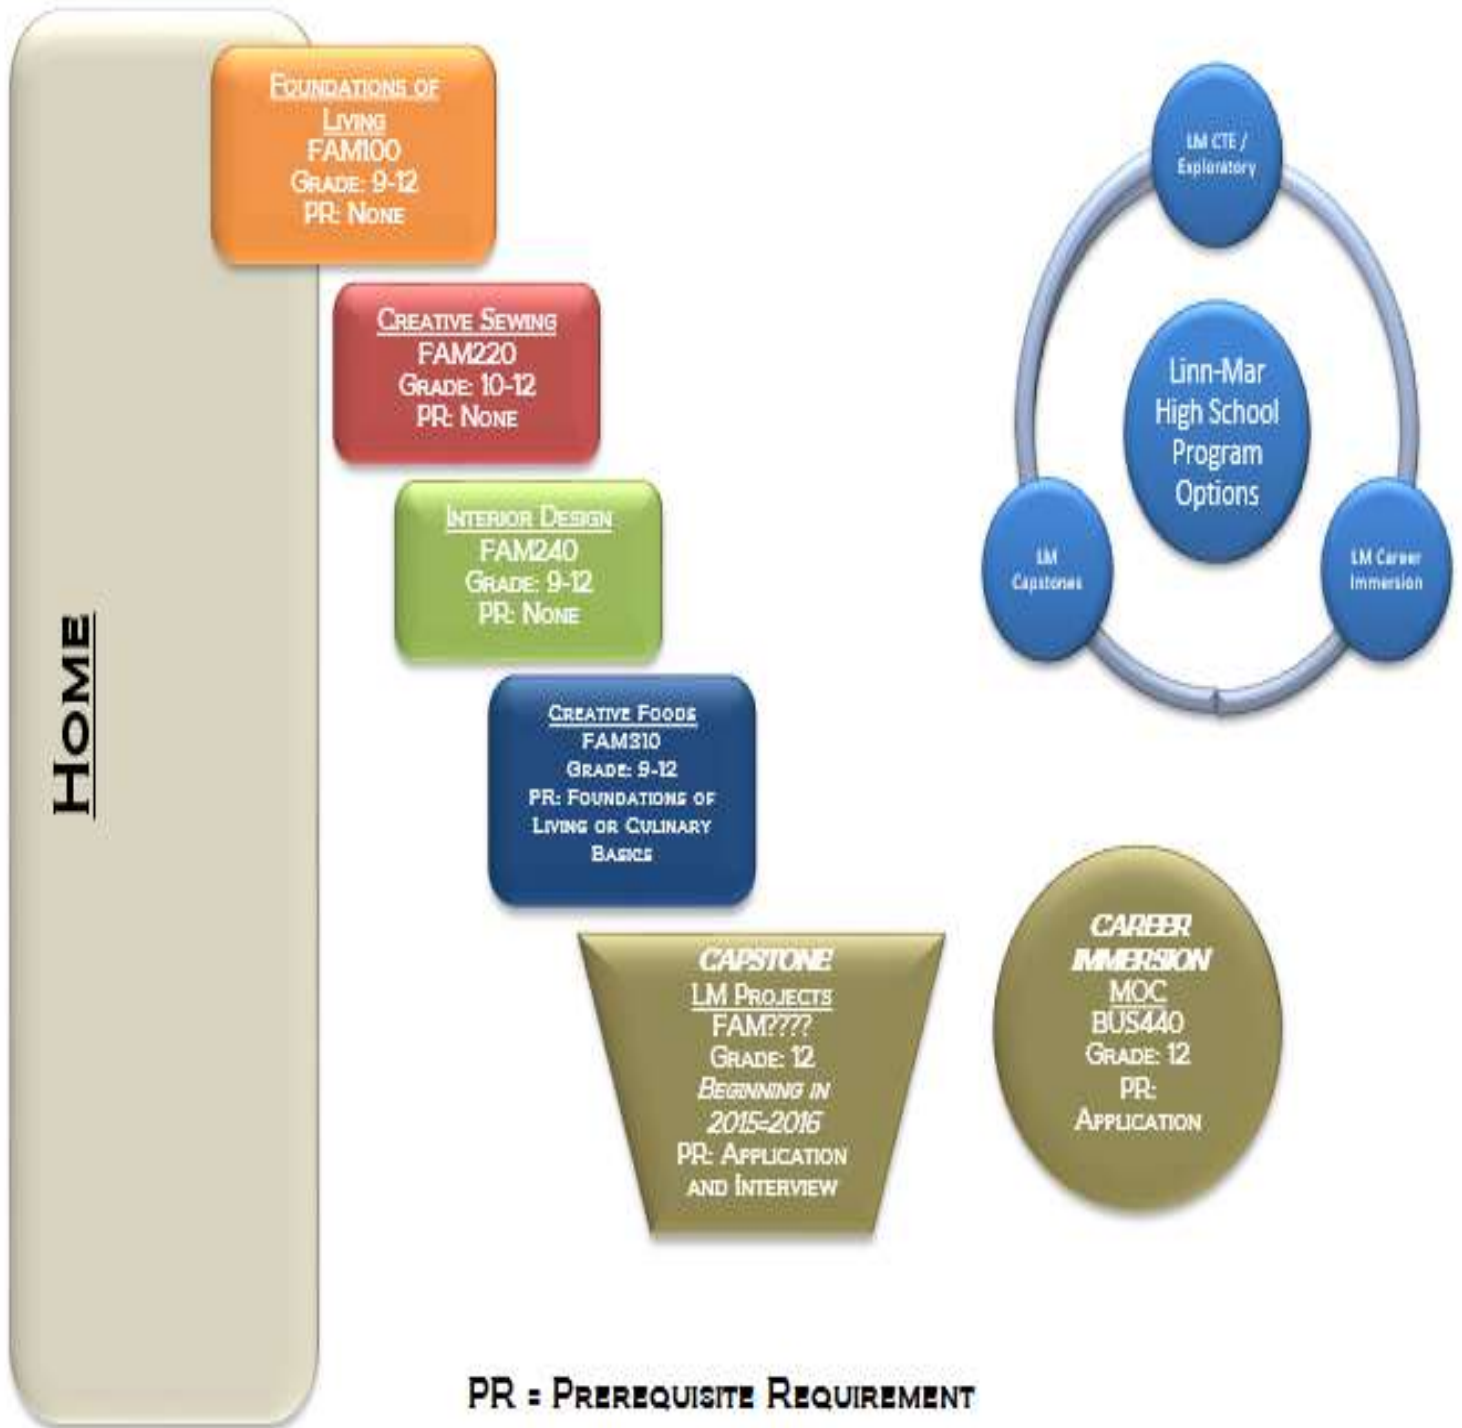 HOME
FOUNDATIONS OF
LIVING
FAM100
GRADE: 9-12
PR: NONE
CREATIVE SEWING
FAM220
GRADE: 10-12
PR: NONE
INTERIOR DESIGN
FAM240
GRADE: 9-12
PR: NONE
CREATIVE FOODS
FAM310
GRADE: 9-12
PR: FOUNDATIONS OF
LIVING OR CULINARY
BASICS
CAPSTONE
LM PROJECTS
FAM????
GRADE: 12
BEGINNING IN
2015-2016
PR: APPLICATION
AND INTERVIEW
CAREER
IMMERSION
MOC
BUS440
GRADE: 12
PR:
APPLICATION
LM CTE /
Exploratory
Linn-Mar
High School
Program
Options
LM
Capstones
LM Career
Immersion
PR = PREREQUISITE REQUIREMENT